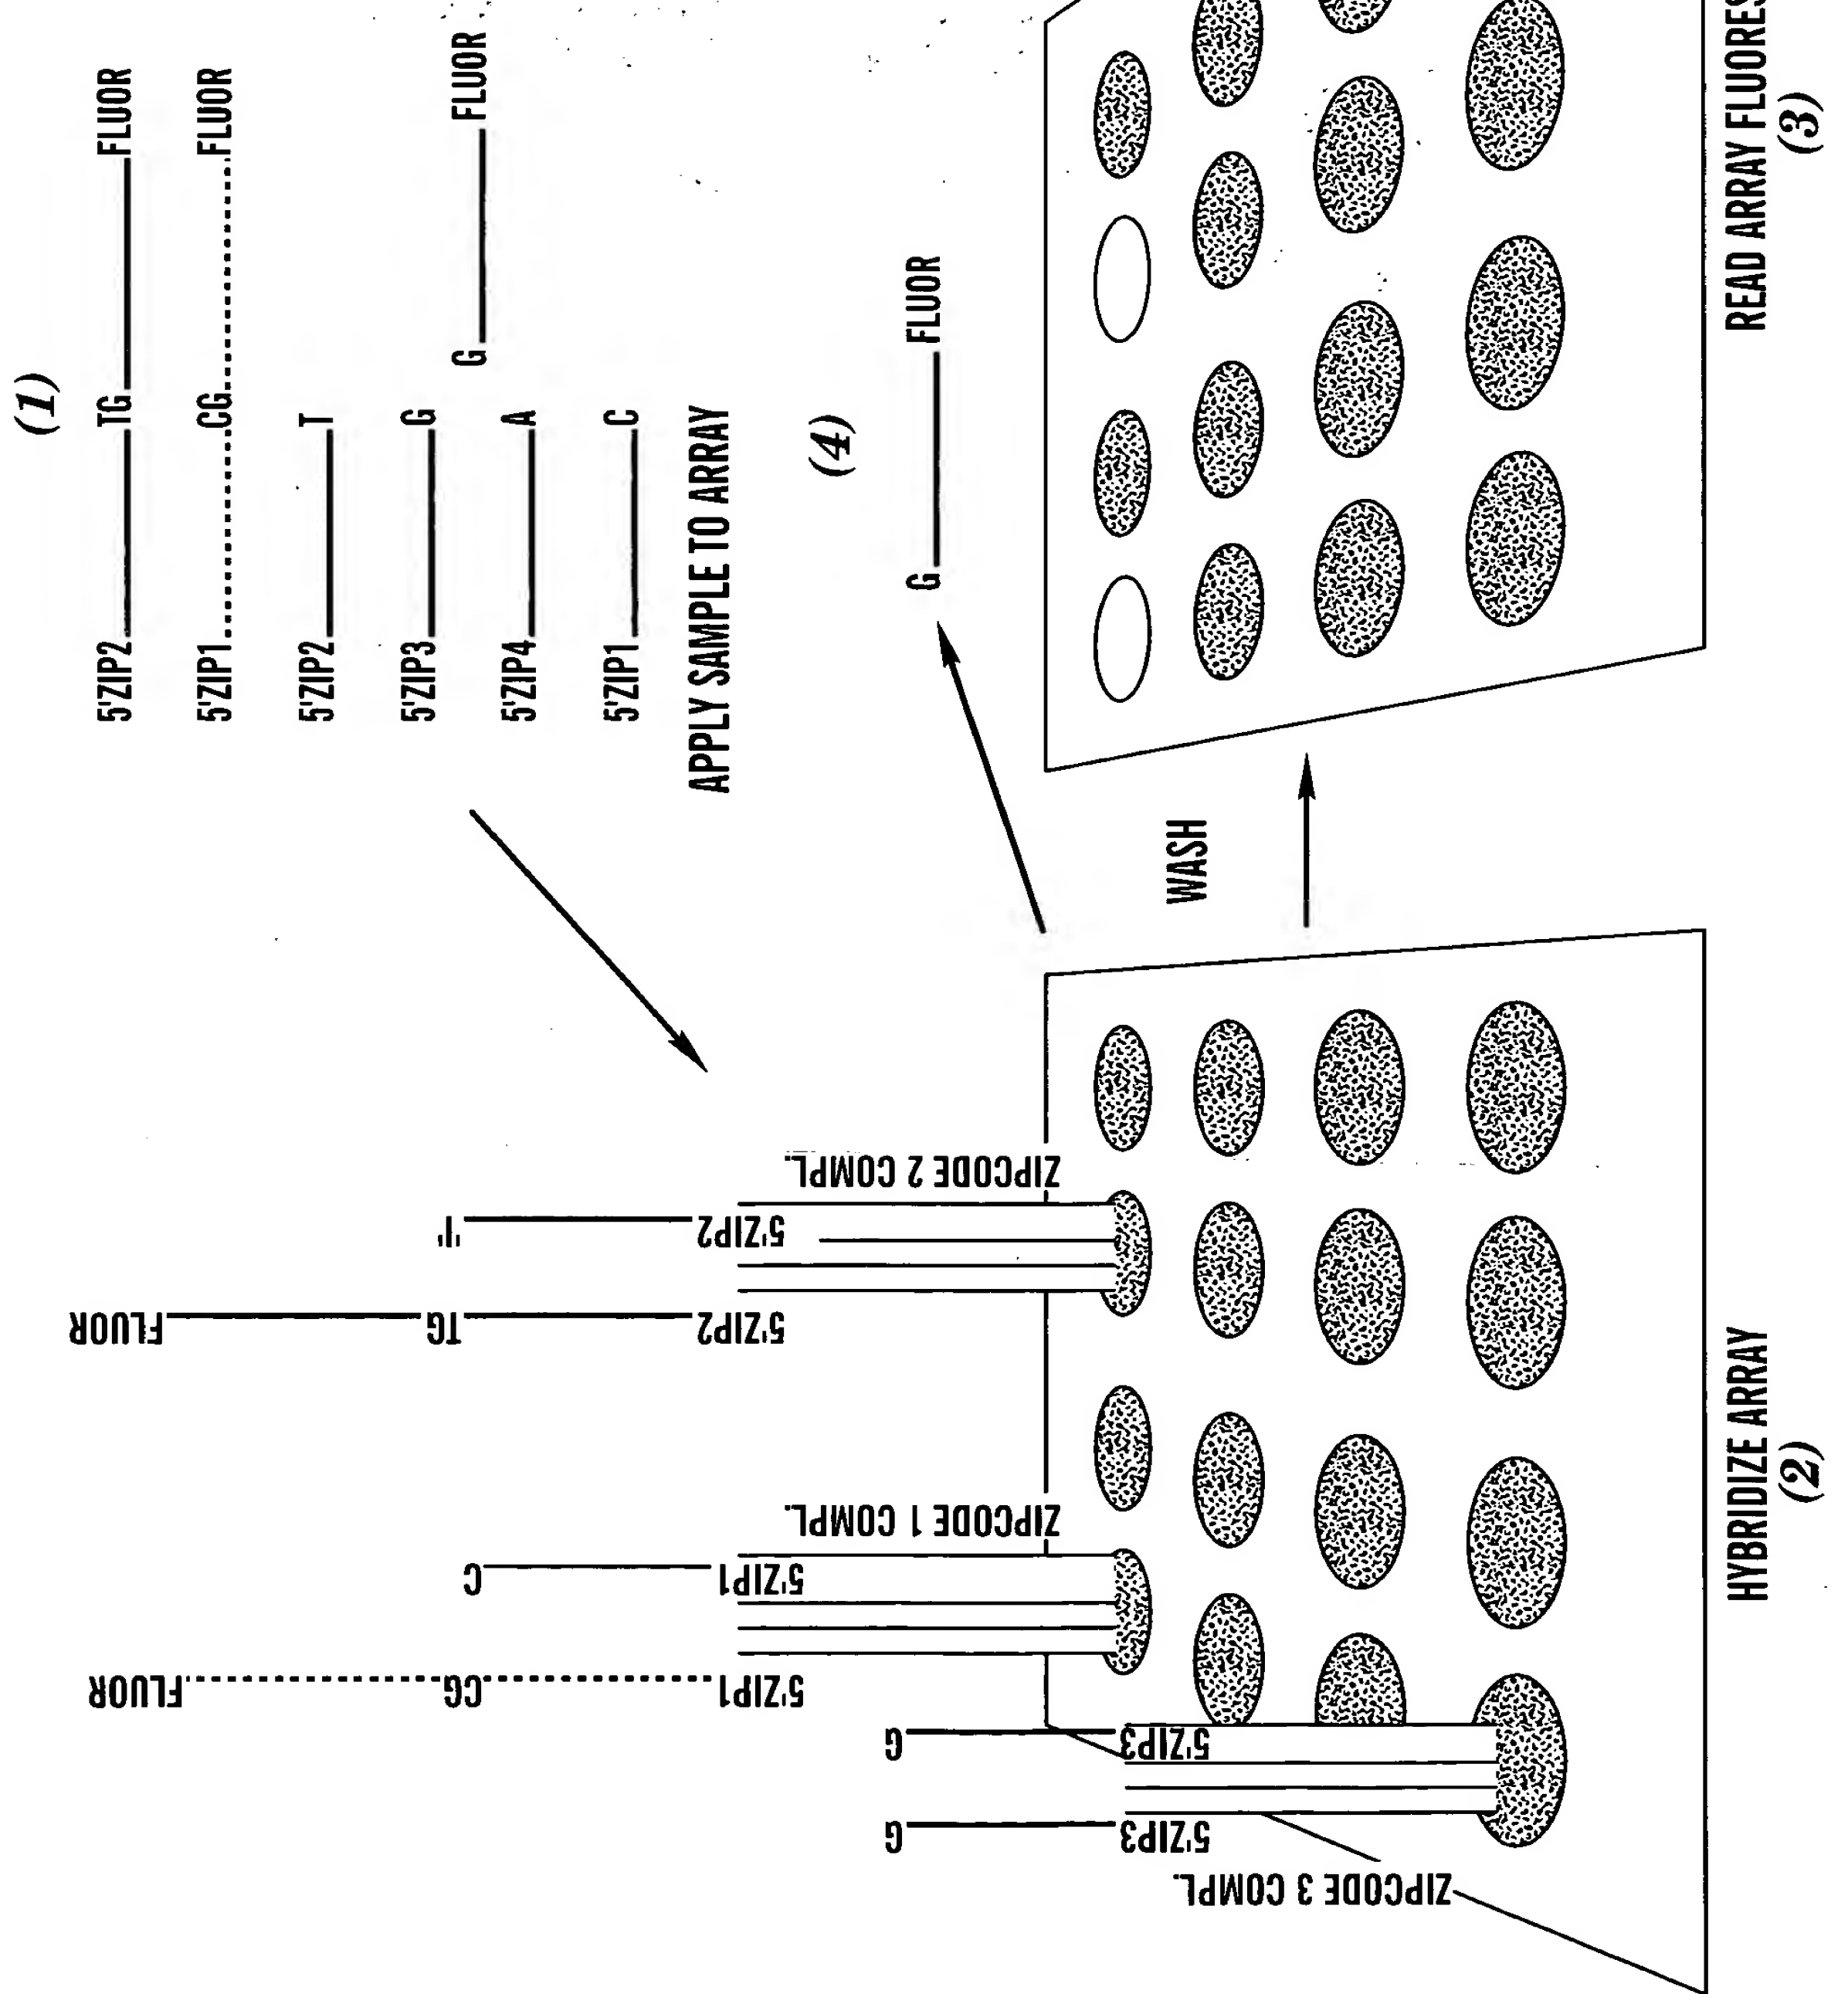 (1)
5'ZIP2 TG FLUOR
5'ZIP1 CG FLUOR
5'ZIP2 T
5'ZIP3 G
G FLUOR
5'ZIP4 A
5'ZIP1 C
APPLY SAMPLE TO ARRAY
(4)
G FLUOR
WASH
FLUOR TG 5'ZIP2
T 5'ZIP2
ZIPCODE 2 COMPL.
FLUOR CG 5'ZIP1
C 5'ZIP1
ZIPCODE 1 COMPL.
G 5'ZIP3
G 5'ZIP3
ZIPCODE 3 COMPL.
HYBRIDIZE ARRAY
(2)
READ ARRAY FLUORES
(3)